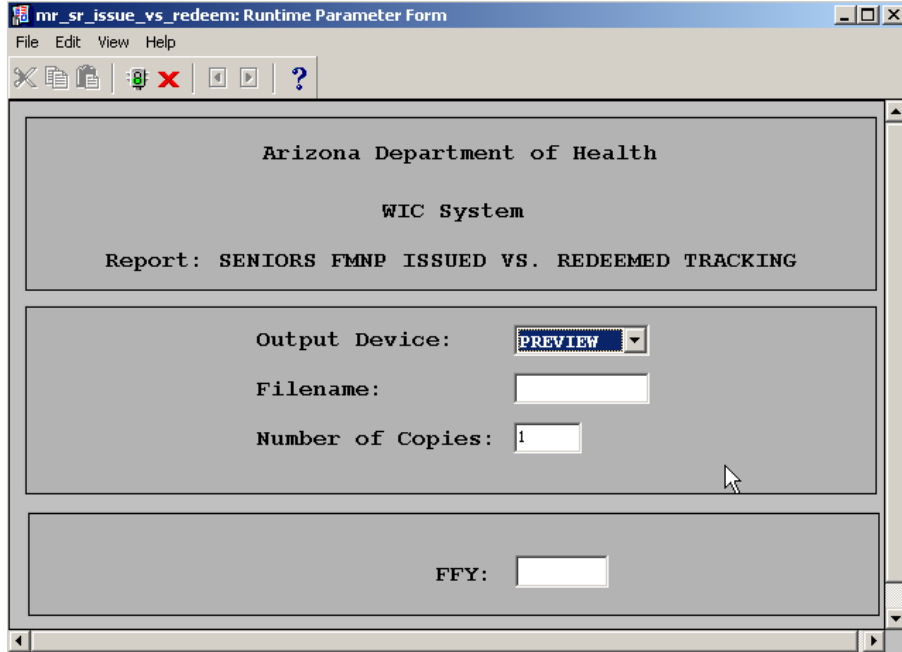 mr_sr_issue_vs_redeem: Runtime Parameter Form
File Edit View Help
?
Arizona Department of Health
WIC System
Report: SENIORS FMNP ISSUED VS. REDEEMED TRACKING
Output Device: PREVIEW
Filename:
Number of Copies: 1
FFY: